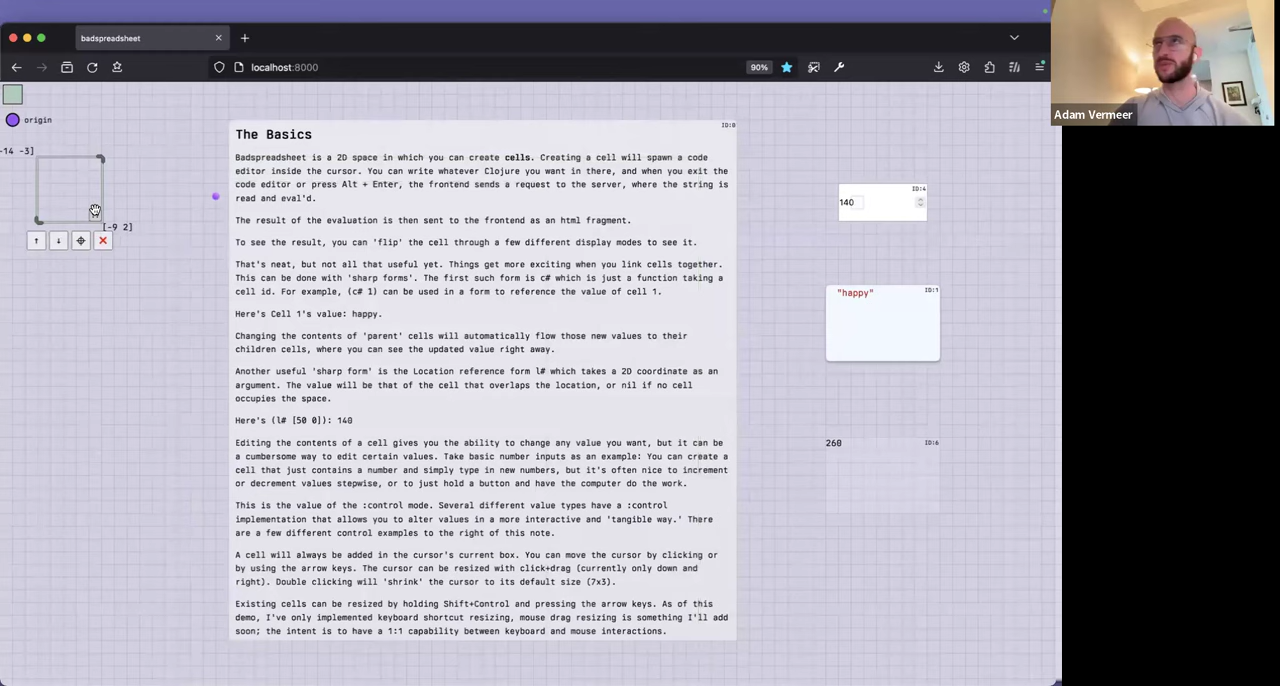 badspreadsheet
localhost:8000
90%
Adam Vermeer
origin
-14 -3]
[-9 2]
ID:0
The Basics
Badspreadsheet is a 2D space in which you can create cells. Creating a cell will spawn a code
editor inside the cursor. You can write whatever Clojure you want in there, and when you exit the
code editor or press Alt + Enter, the frontend sends a request to the server, where the string is
read and eval'd.
The result of the evaluation is then sent to the frontend as an html fragment.
To see the result, you can 'flip' the cell through a few different display modes to see it.
That's neat, but not all that useful yet. Things get more exciting when you link cells together.
This can be done with 'sharp forms'. The first such form is c# which is just a function taking a
cell id. For example, (c# 1) can be used in a form to reference the value of cell 1.
Here's Cell 1's value: happy.
Changing the contents of 'parent' cells will automatically flow those new values to their
children cells, where you can see the updated value right away.
Another useful 'sharp form' is the Location reference form l# which takes a 2D coordinate as an
argument. The value will be that of the cell that overlaps the location, or nil if no cell
occupies the space.
Here's (l# [50 0]): 140
Editing the contents of a cell gives you the ability to change any value you want, but it can be
a cumbersome way to edit certain values. Take basic number inputs as an example: You can create a
cell that just contains a number and simply type in new numbers, but it's often nice to increment
or decrement values stepwise, or to just hold a button and have the computer do the work.
This is the value of the :control mode. Several different value types have a :control
implementation that allows you to alter values in a more interactive and 'tangible way.' There
are a few different control examples to the right of this note.
A cell will always be added in the cursor's current box. You can move the cursor by clicking or
by using the arrow keys. The cursor can be resized with click+drag (currently only down and
right). Double clicking will 'shrink' the cursor to its default size (7x3).
Existing cells can be resized by holding Shift+Control and pressing the arrow keys. As of this
demo, I've only implemented keyboard shortcut resizing, mouse drag resizing is something I'll add
soon; the intent is to have a 1:1 capability between keyboard and mouse interactions.
ID:4
140
"happy"
ID:1
260
ID:6